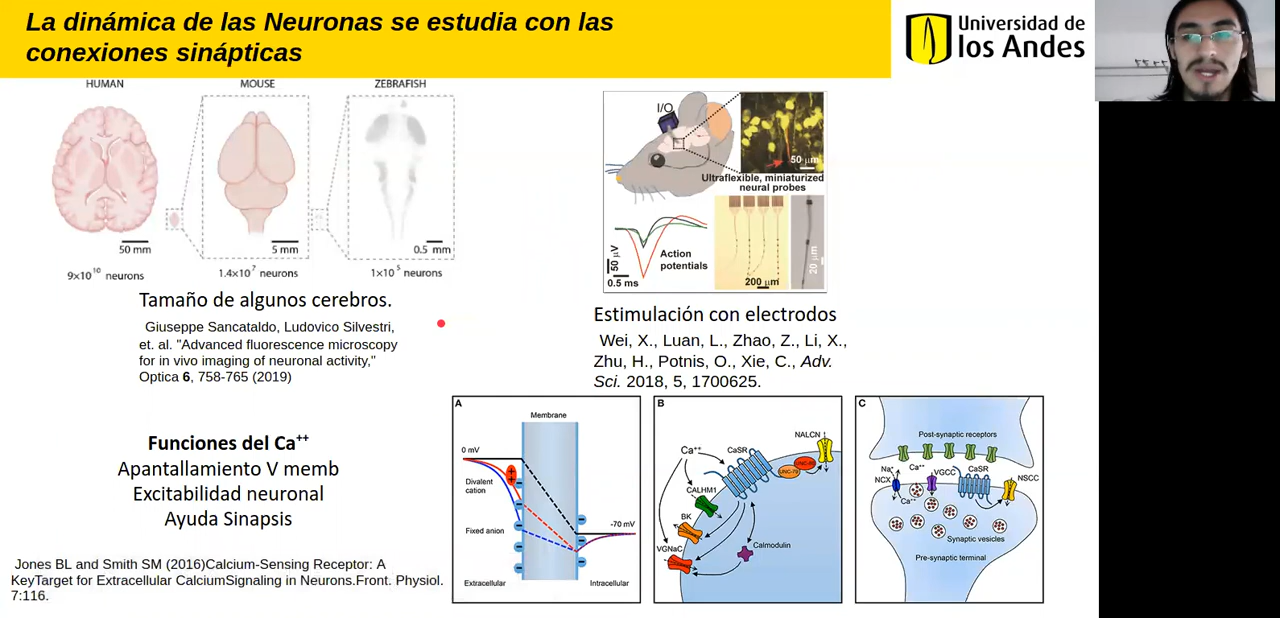 La dinámica de las Neuronas se estudia con las
conexiones sinápticas
Universidad de
los Andes
HUMAN
MOUSE
ZEBRAFISH
50 mm
5 mm
0.5 mm
9×10¹⁰ neurons
1.4×10⁷ neurons
1×10⁵ neurons
Tamaño de algunos cerebros.
Giuseppe Sancataldo, Ludovico Silvestri,
et. al. "Advanced fluorescence microscopy
for in vivo imaging of neuronal activity,"
Optica 6, 758-765 (2019)
I/O
50 µm
Ultraflexible, miniaturized
neural probes
50 µV
0.5 ms
Action
potentials
200 µm
20 µm
Estimulación con electrodos
Wei, X., Luan, L., Zhao, Z., Li, X.,
Zhu, H., Potnis, O., Xie, C., Adv.
Sci. 2018, 5, 1700625.
Funciones del Ca⁺⁺
Apantallamiento V memb
Excitabilidad neuronal
Ayuda Sinapsis
Jones BL and Smith SM (2016)Calcium-Sensing Receptor: A
KeyTarget for Extracellular CalciumSignaling in Neurons.Front. Physiol.
7:116.
A
Membrane
0 mV
Divalent
cation
Fixed anion
-70 mV
Extracellular
Intracellular
B
Ca⁺⁺
CaSR
NALCN
UNC-79
CALHM1
BK
VGNaC
Calmodulin
C
Post-synaptic receptors
Na⁺
Ca⁺⁺
VGCC
CaSR
NCX
NSCC
Ca⁺⁺
Synaptic vesicles
Pre-synaptic terminal